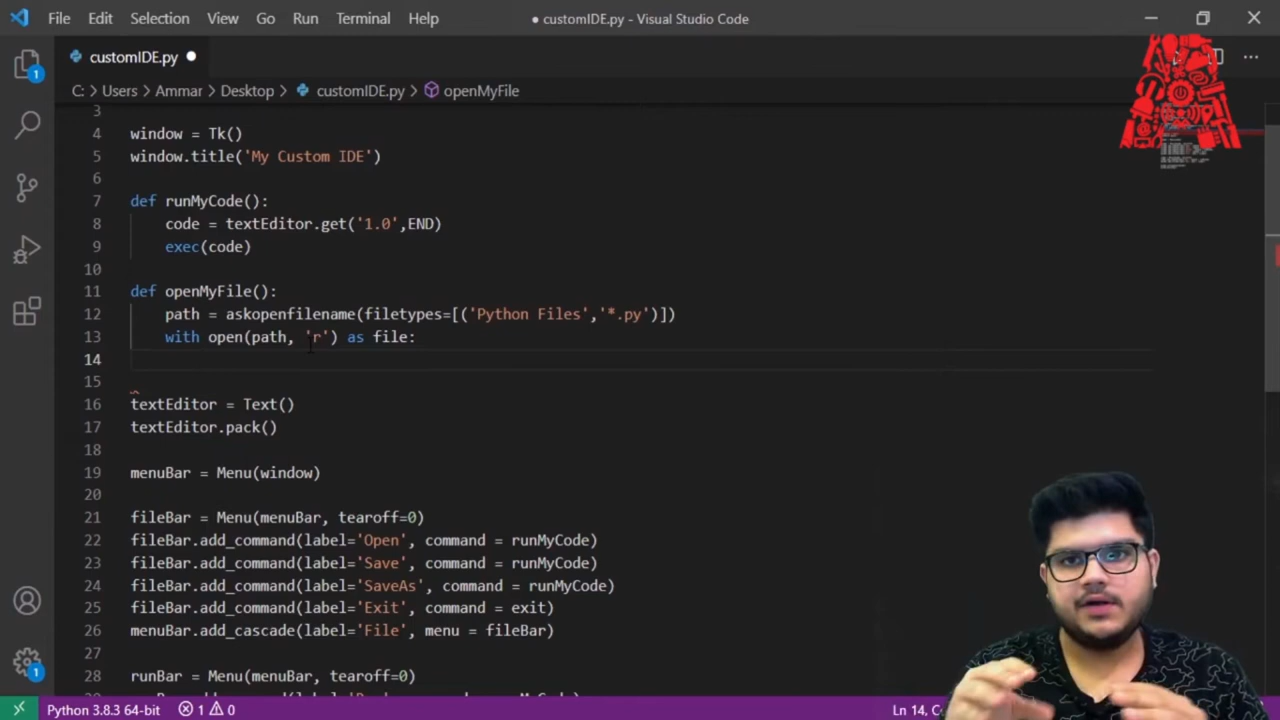 File Edit Selection View Go Run Terminal Help ● customIDE.py - Visual Studio Code
customIDE.py
C: > Users > Ammar > Desktop > customIDE.py > openMyFile
3
4 window = Tk()
5 window.title('My Custom IDE')
6
7 def runMyCode():
8 code = textEditor.get('1.0',END)
9 exec(code)
10
11 def openMyFile():
12 path = askopenfilename(filetypes=[('Python Files','*.py')])
13 with open(path, 'r') as file:
14
15
16 textEditor = Text()
17 textEditor.pack()
18
19 menuBar = Menu(window)
20
21 fileBar = Menu(menuBar, tearoff=0)
22 fileBar.add_command(label='Open', command = runMyCode)
23 fileBar.add_command(label='Save', command = runMyCode)
24 fileBar.add_command(label='SaveAs', command = runMyCode)
25 fileBar.add_command(label='Exit', command = exit)
26 menuBar.add_cascade(label='File', menu = fileBar)
27
28 runBar = Menu(menuBar, tearoff=0)
1
1
Python 3.8.3 64-bit 1 0 Ln 14,